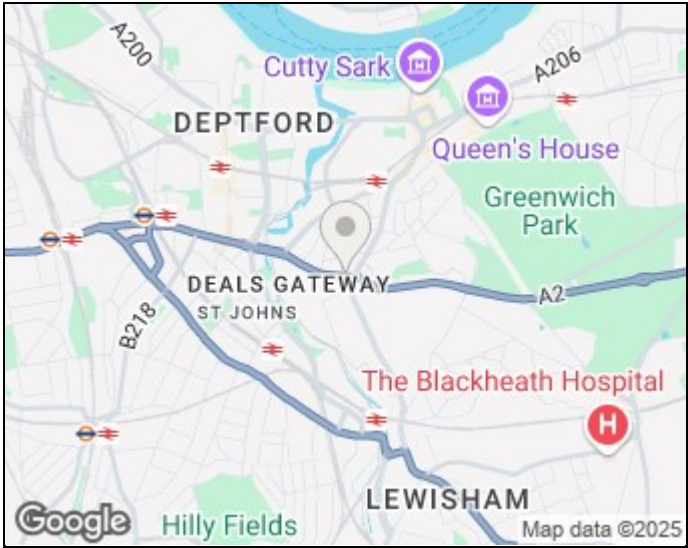 A200
Cutty Sark
A206
DEPTFORD
Queen's House
Greenwich
Park
DEALS GATEWAY
A2
ST JOHNS
B218
The Blackheath Hospital
H
LEWISHAM
Google
Hilly Fields
Map data ©2025